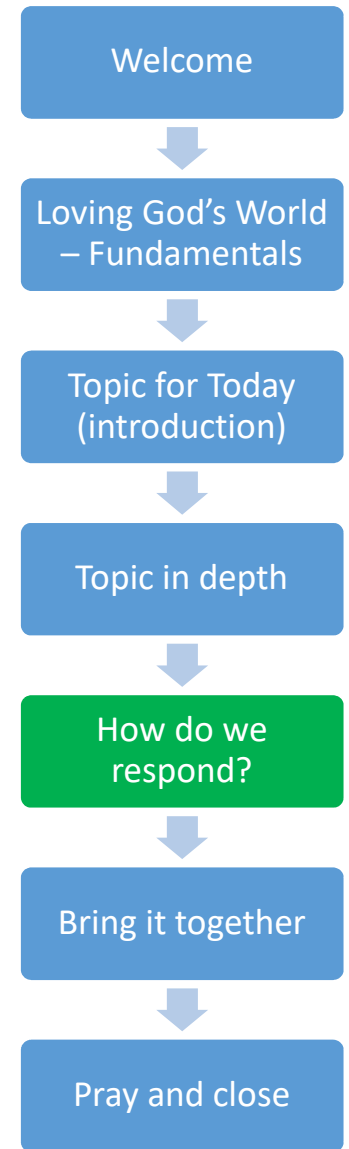 Welcome
Loving God’s World
– Fundamentals
Topic for Today
(introduction)
Topic in depth
How do we
respond?
Bring it together
Pray and close